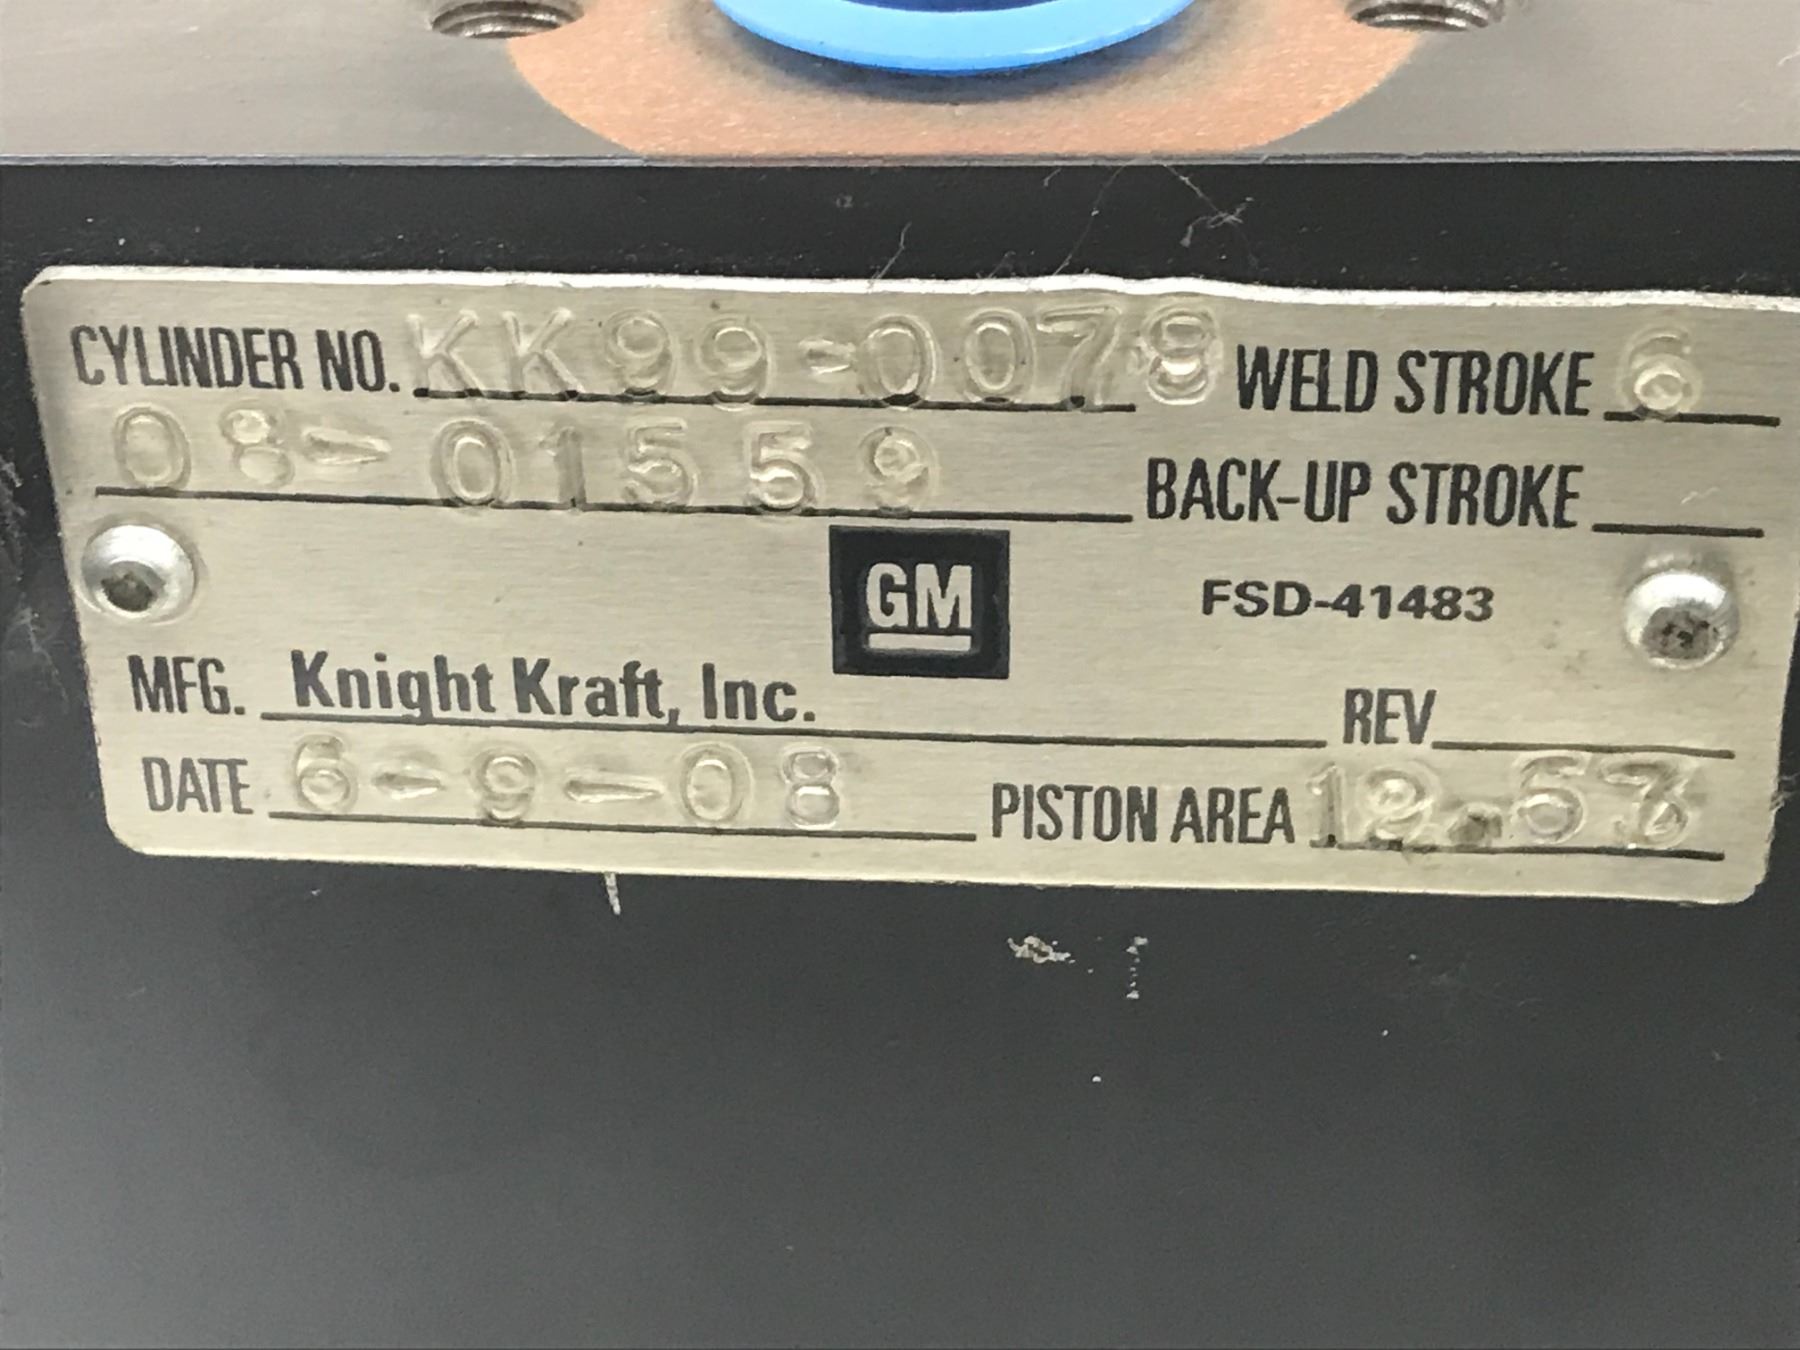 CYLINDER NO. KK99-0078 WELD STROKE 6
08-01559 BACK-UP STROKE
GM FSD-41483
MFG. Knight Kraft, Inc. REV
DATE 6-9-08 PISTON AREA 12.57